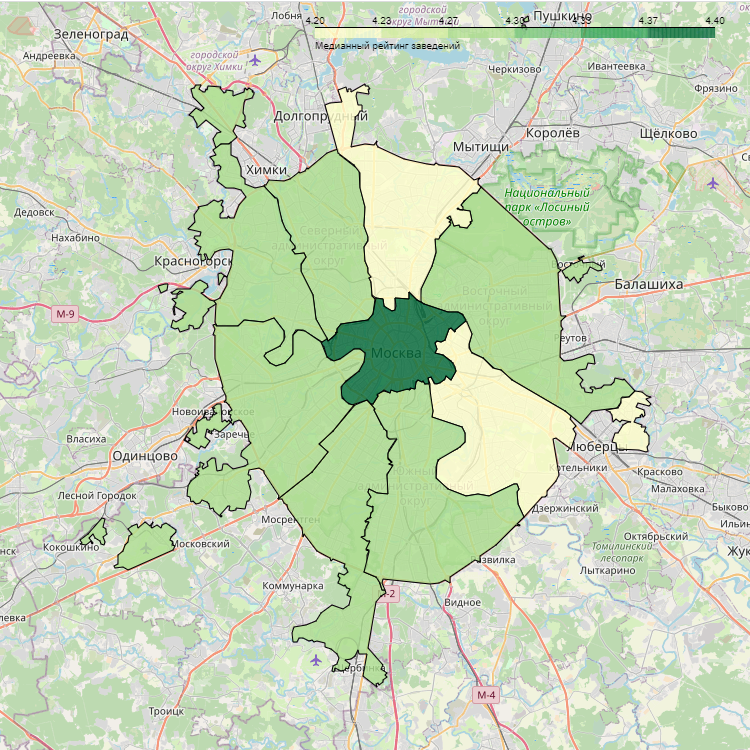 Лобня
городской
округ Мытищи
Пушкино
Зеленоград
4.20 4.23 4.27 4.30 4.33 4.37 4.40
Медианный рейтинг заведений
Андреевка
городской
округ Химки
Черкизово
Ивантеевка
Фрязино
Долгопрудный
Королёв
Щёлково
Мытищи
Химки
Национальный
парк «Лосиный
остров»
Дедовск
Нахабино
Северный
административный
округ
Красногорск
Восточный
административный
округ
Балашиха
М-9
Реутов
Москва
Новоивановское
Власиха
Заречье
Одинцово
Люберцы
Котельники
Красково
Лесной Городок
Южный
административный
округ
Малаховка
Дзержинский
Быково
Мосрентген
Кокошкино
Московский
Октябрьский
Томилинский
лесопарк
Развилка
Лыткарино
Коммунарка
Видное
Щербинка
М-4
Троицк